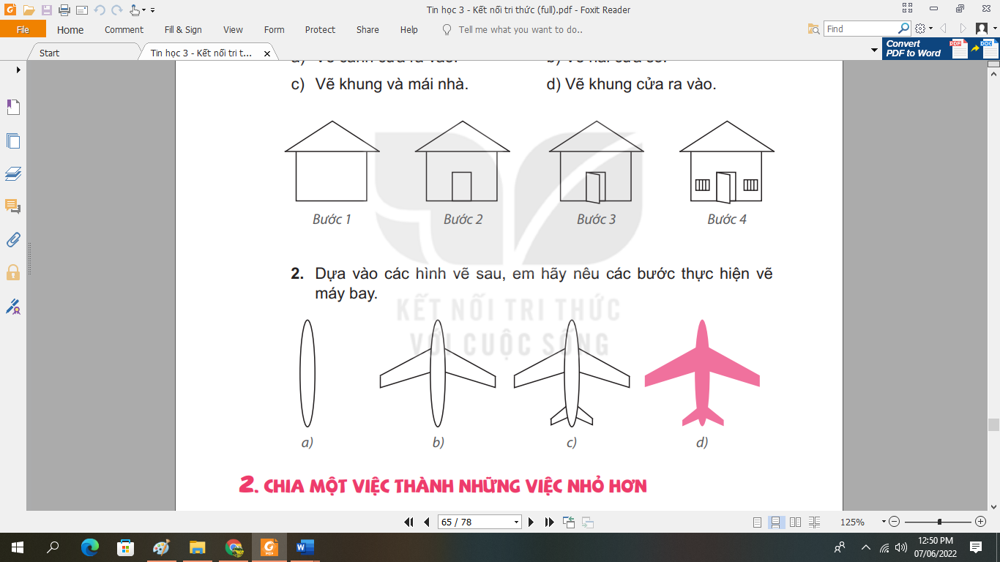 Tin học 3 - Kết nối tri thức (full).pdf - Foxit Reader
File Home Comment Fill & Sign View Form Protect Share Help Tell me what you want to do.. Find
Start Tin học 3 - Kết nối tri t... x
Convert PDF to Word PDF DOC
a) Vẽ cánh cửa ra vào. b) Vẽ hai cửa sổ.
c) Vẽ khung và mái nhà. d) Vẽ khung cửa ra vào.
Bước 1 Bước 2 Bước 3 Bước 4
2. Dựa vào các hình vẽ sau, em hãy nêu các bước thực hiện vẽ
máy bay.
KẾT NỐI TRI THỨC
VỚI CUỘC SỐNG
a) b) c) d)
2. CHIA MỘT VIỆC THÀNH NHỮNG VIỆC NHỎ HƠN
65 / 78 125%
12:50 PM
07/06/2022